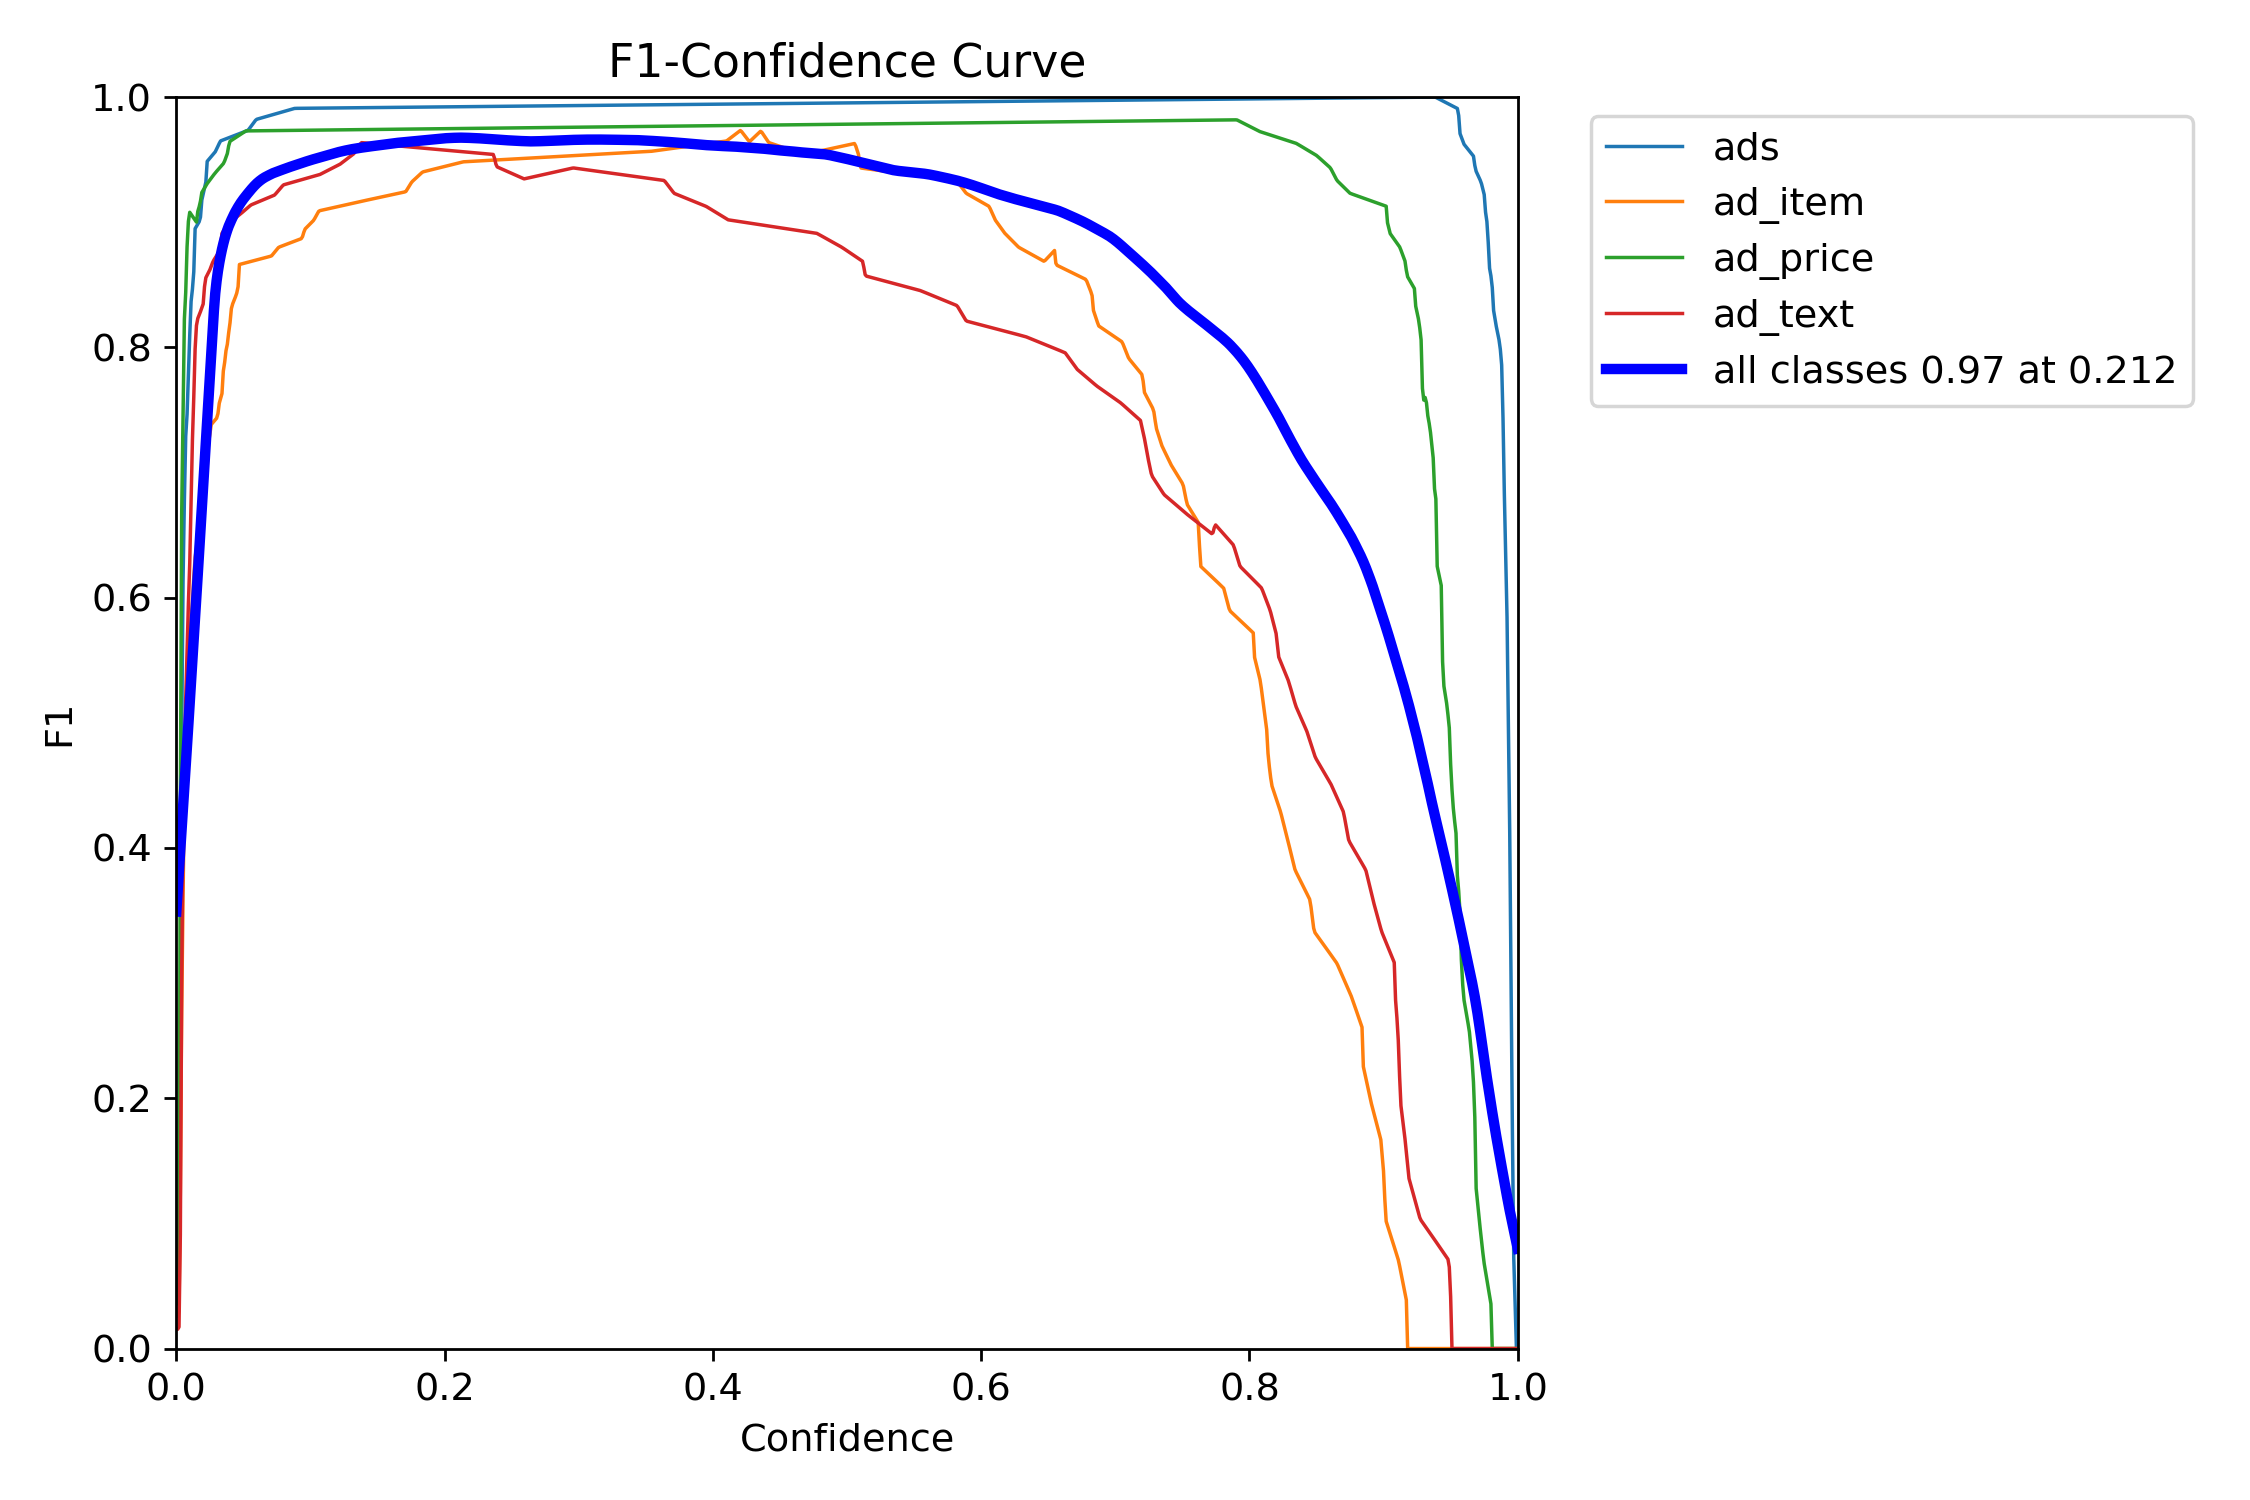 F1-Confidence Curve
1.0
0.8
0.6
0.4
0.2
0.0
F1
0.0 0.2 0.4 0.6 0.8 1.0
Confidence
ads
ad_item
ad_price
ad_text
all classes 0.97 at 0.212